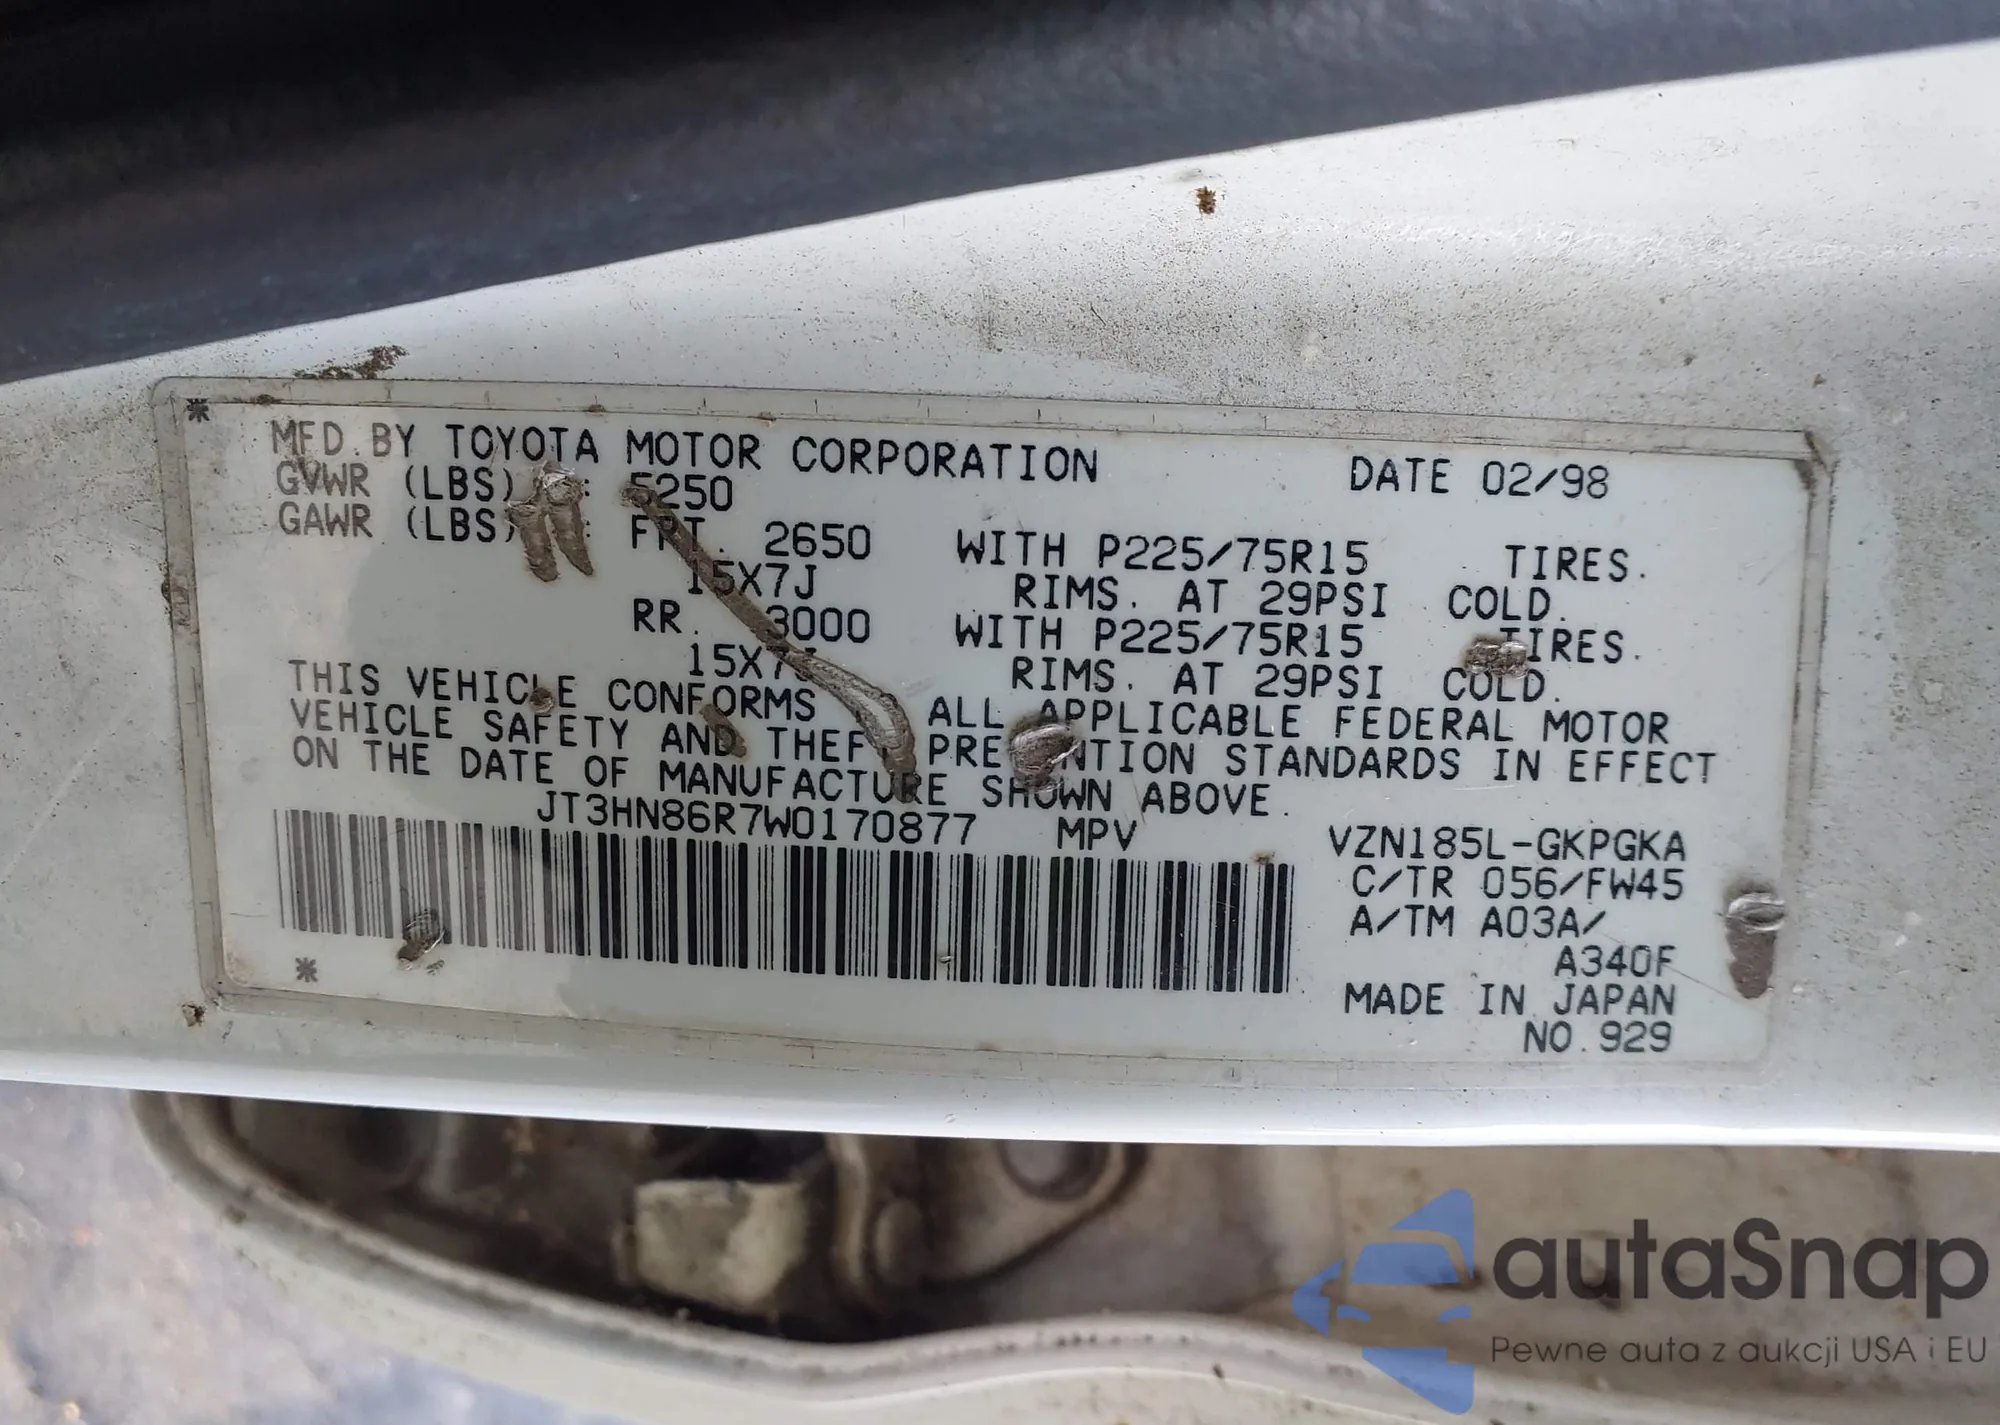 MFD. BY TOYOTA MOTOR CORPORATION DATE 02/98
GVWR (LBS) : 5250
GAWR (LBS) : FRT. 2650 WITH P225/75R15 TIRES.
15X7J RIMS. AT 29PSI COLD.
RR. 3000 WITH P225/75R15 TIRES.
15X7J RIMS. AT 29PSI COLD.
THIS VEHICLE CONFORMS ALL APPLICABLE FEDERAL MOTOR
VEHICLE SAFETY AND THEFT PREVENTION STANDARDS IN EFFECT
ON THE DATE OF MANUFACTURE SHOWN ABOVE.
JT3HN86R7W0170877 MPV VZN185L-GKPGKA
C/TR 056/FW45
A/TM A03A/
A340F
MADE IN JAPAN
NO.929
autaSnap
Pewne auta z aukcji USA i EU